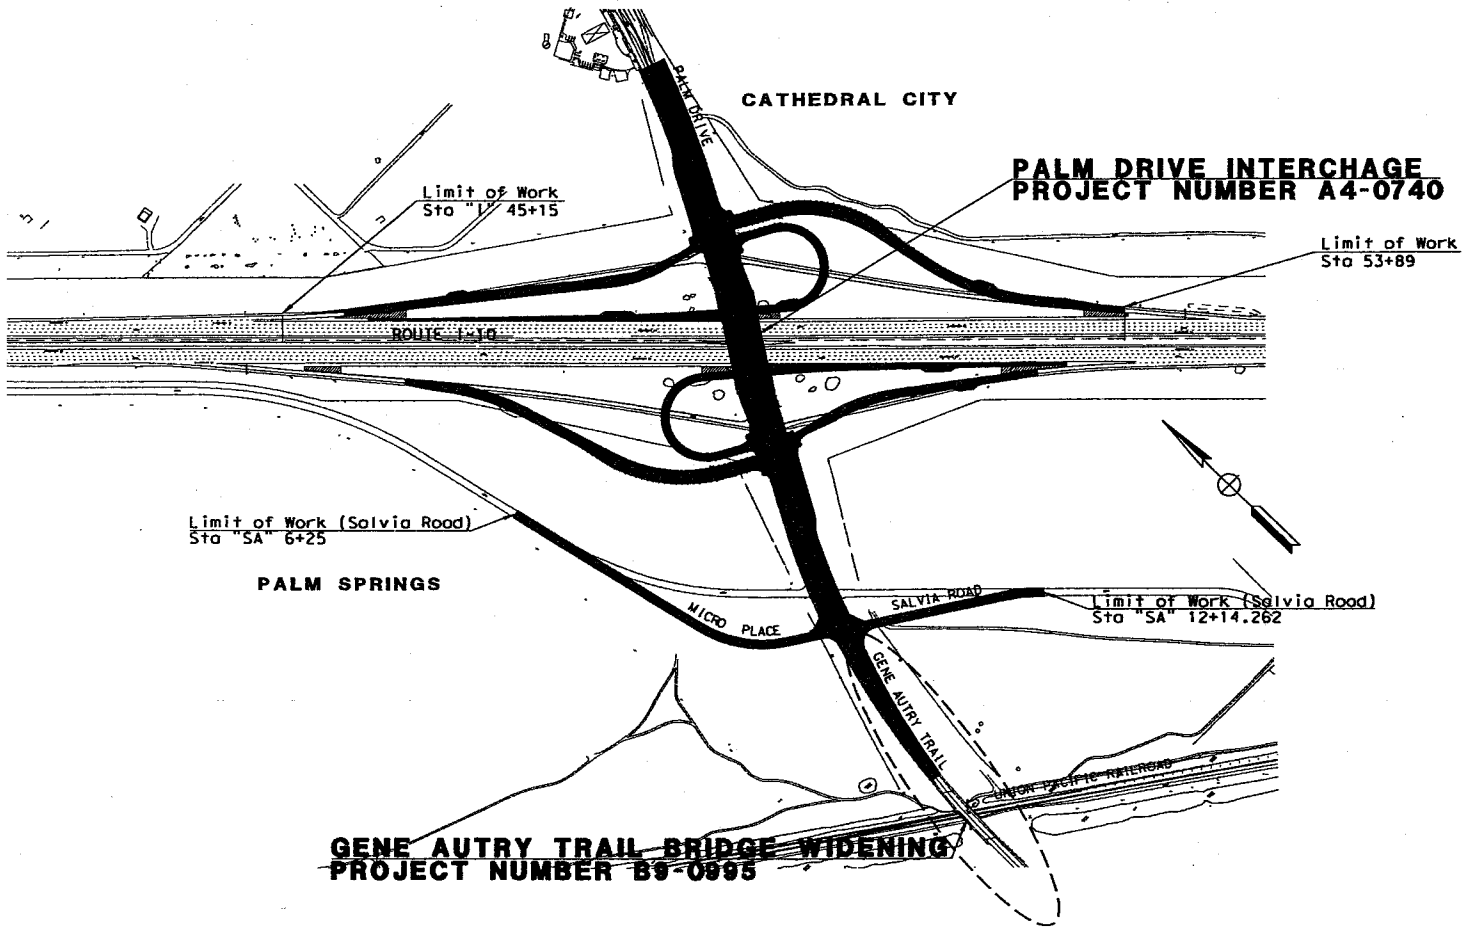 PALM DRIVE
CATHEDRAL CITY
PALM DRIVE INTERCHAGE
PROJECT NUMBER A4-0740
Limit of Work
Sta "L" 45+15
Limit of Work
Sta 53+89
ROUTE I-10
Limit of Work (Salvia Road)
Sta "SA" 6+25
PALM SPRINGS
MICRO PLACE
SALVIA ROAD
Limit of Work (Salvia Road)
Sta "SA" 12+14.262
GENE AUTRY TRAIL
UNION PACIFIC RAILROAD
GENE AUTRY TRAIL BRIDGE WIDENING
PROJECT NUMBER B9-0995